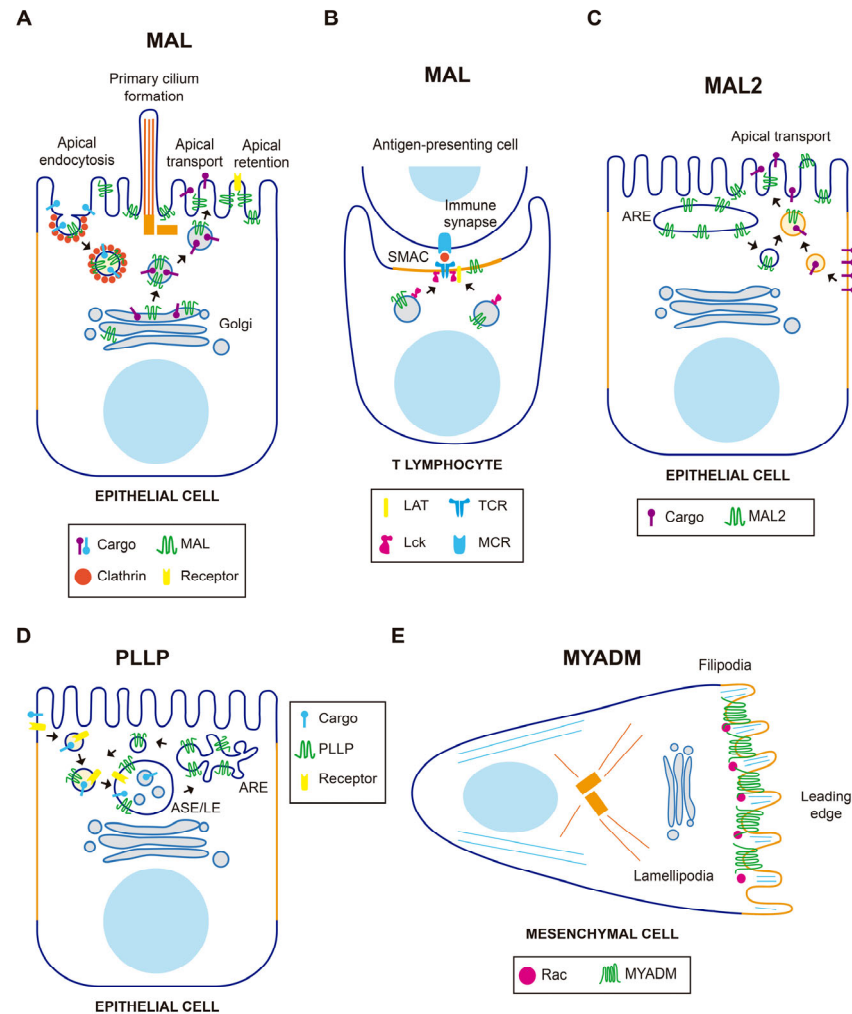 A
MAL
Primary cilium
formation
Apical
endocytosis
Apical
transport
Apical
retention
Golgi
EPITHELIAL CELL
Cargo
MAL
Clathrin
Receptor
B
MAL
Antigen-presenting cell
Immune
synapse
SMAC
T LYMPHOCYTE
LAT
TCR
Lck
MCR
C
MAL2
Apical transport
ARE
EPITHELIAL CELL
Cargo
MAL2
D
PLLP
Cargo
PLLP
Receptor
ARE
ASE/LE
EPITHELIAL CELL
E
MYADM
Filipodia
Leading
edge
Lamellipodia
MESENCHYMAL CELL
Rac
MYADM